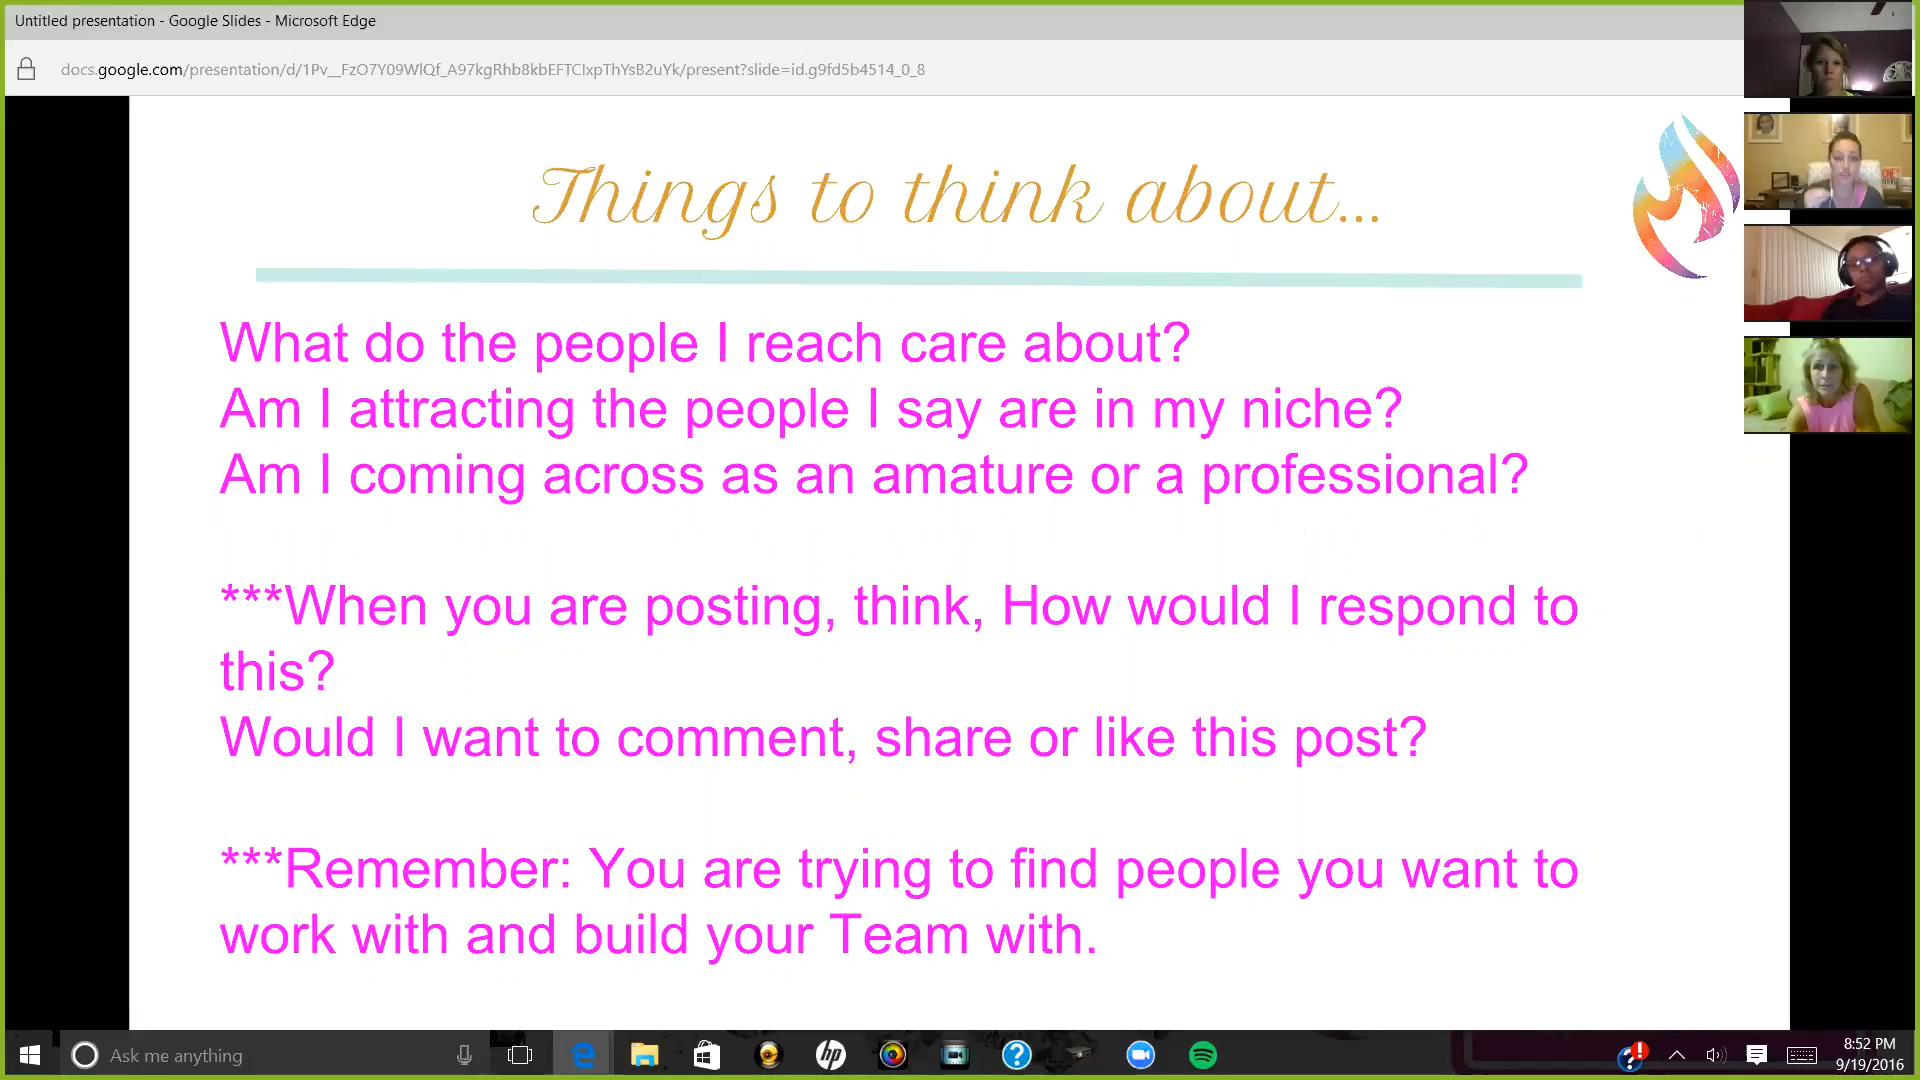 Untitled presentation - Google Slides - Microsoft Edge
docs.google.com/presentation/d/1Pv__FzO7Y09WlQf_A97kgRhb8kbEFTCIxpThYsB2uYk/present?slide=id.g9fd5b4514_0_8
Things to think about...
What do the people I reach care about?
Am I attracting the people I say are in my niche?
Am I coming across as an amature or a professional?
***When you are posting, think, How would I respond to
this?
Would I want to comment, share or like this post?
***Remember: You are trying to find people you want to
work with and build your Team with.
Ask me anything
hp
8:52 PM
9/19/2016